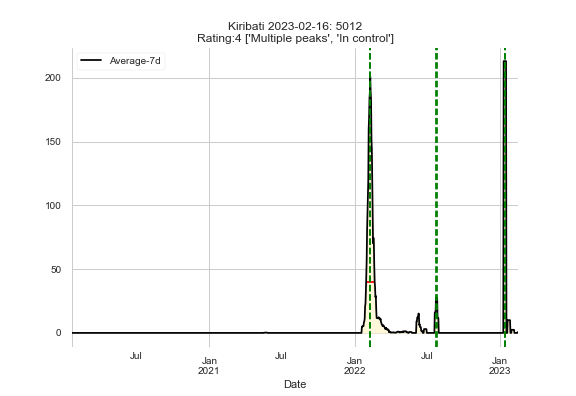 Kiribati 2023-02-16: 5012
Rating:4 ['Multiple peaks', 'In control']
Average-7d
200
150
100
50
0
Jul
Jan
2021
Jul
Jan
2022
Jul
Jan
2023
Date